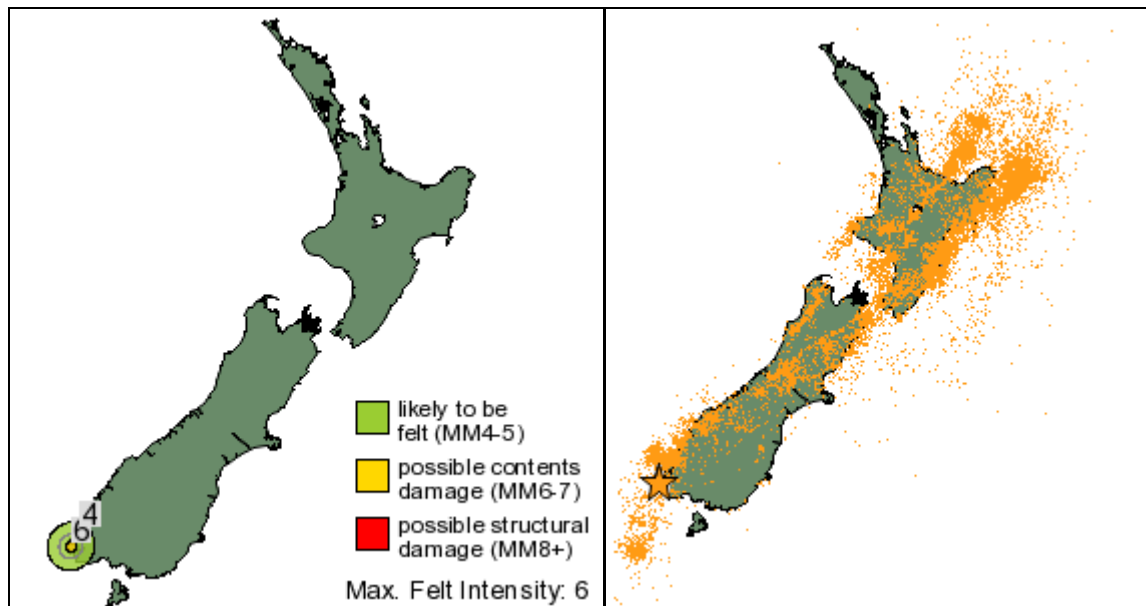 4
6
likely to be
felt (MM4-5)
possible contents
damage (MM6-7)
possible structural
damage (MM8+)
Max. Felt Intensity: 6